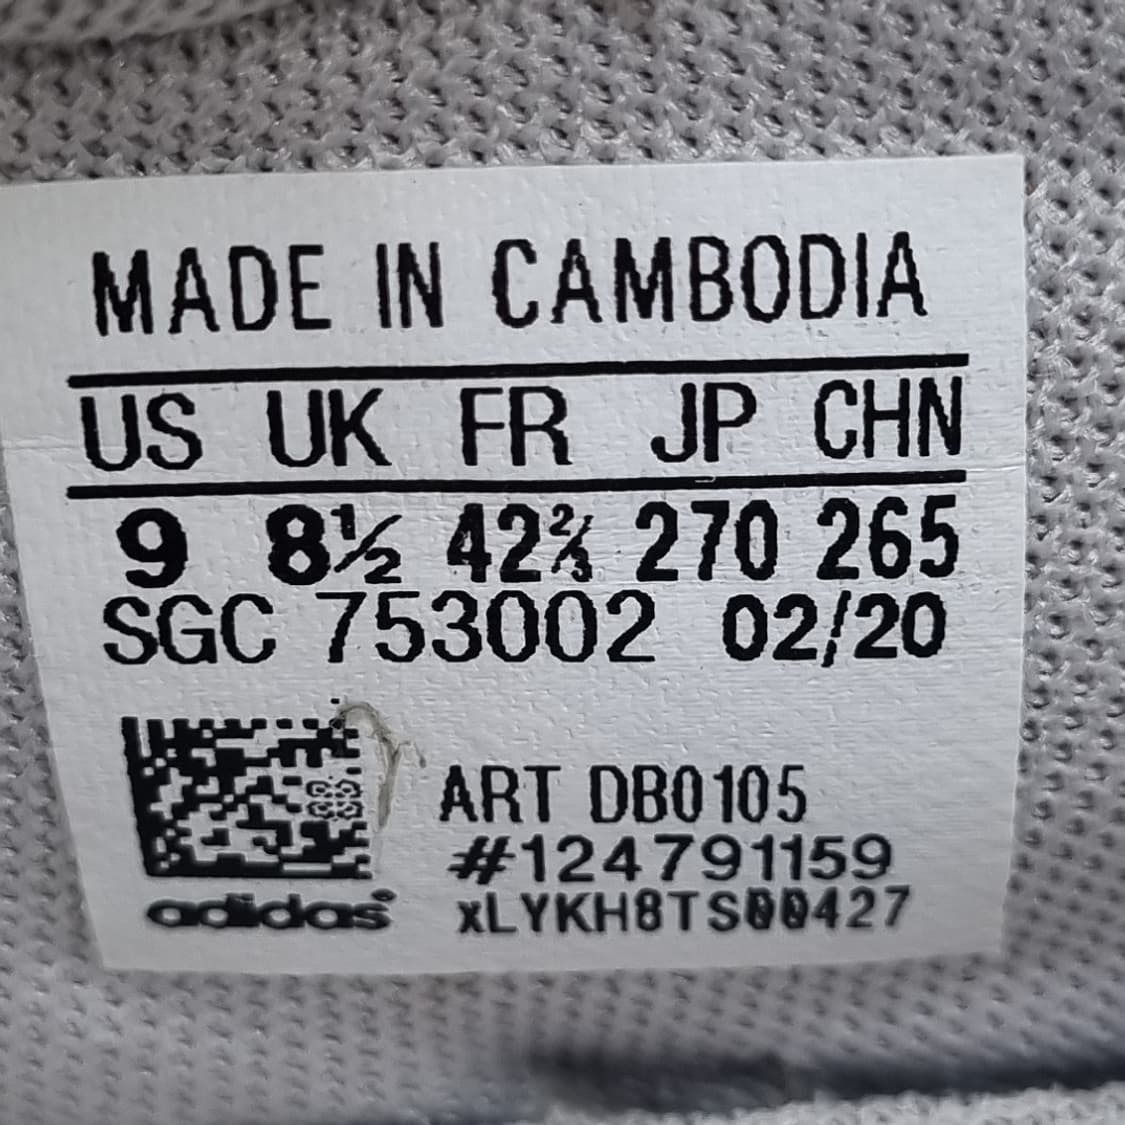 MADE IN CAMBODIA
US UK FR JP CHN
9 8½ 42⅔ 270 265
SGC 753002 02/20
ART DB0105
#124791159
xLYKH8TS00427
adidas